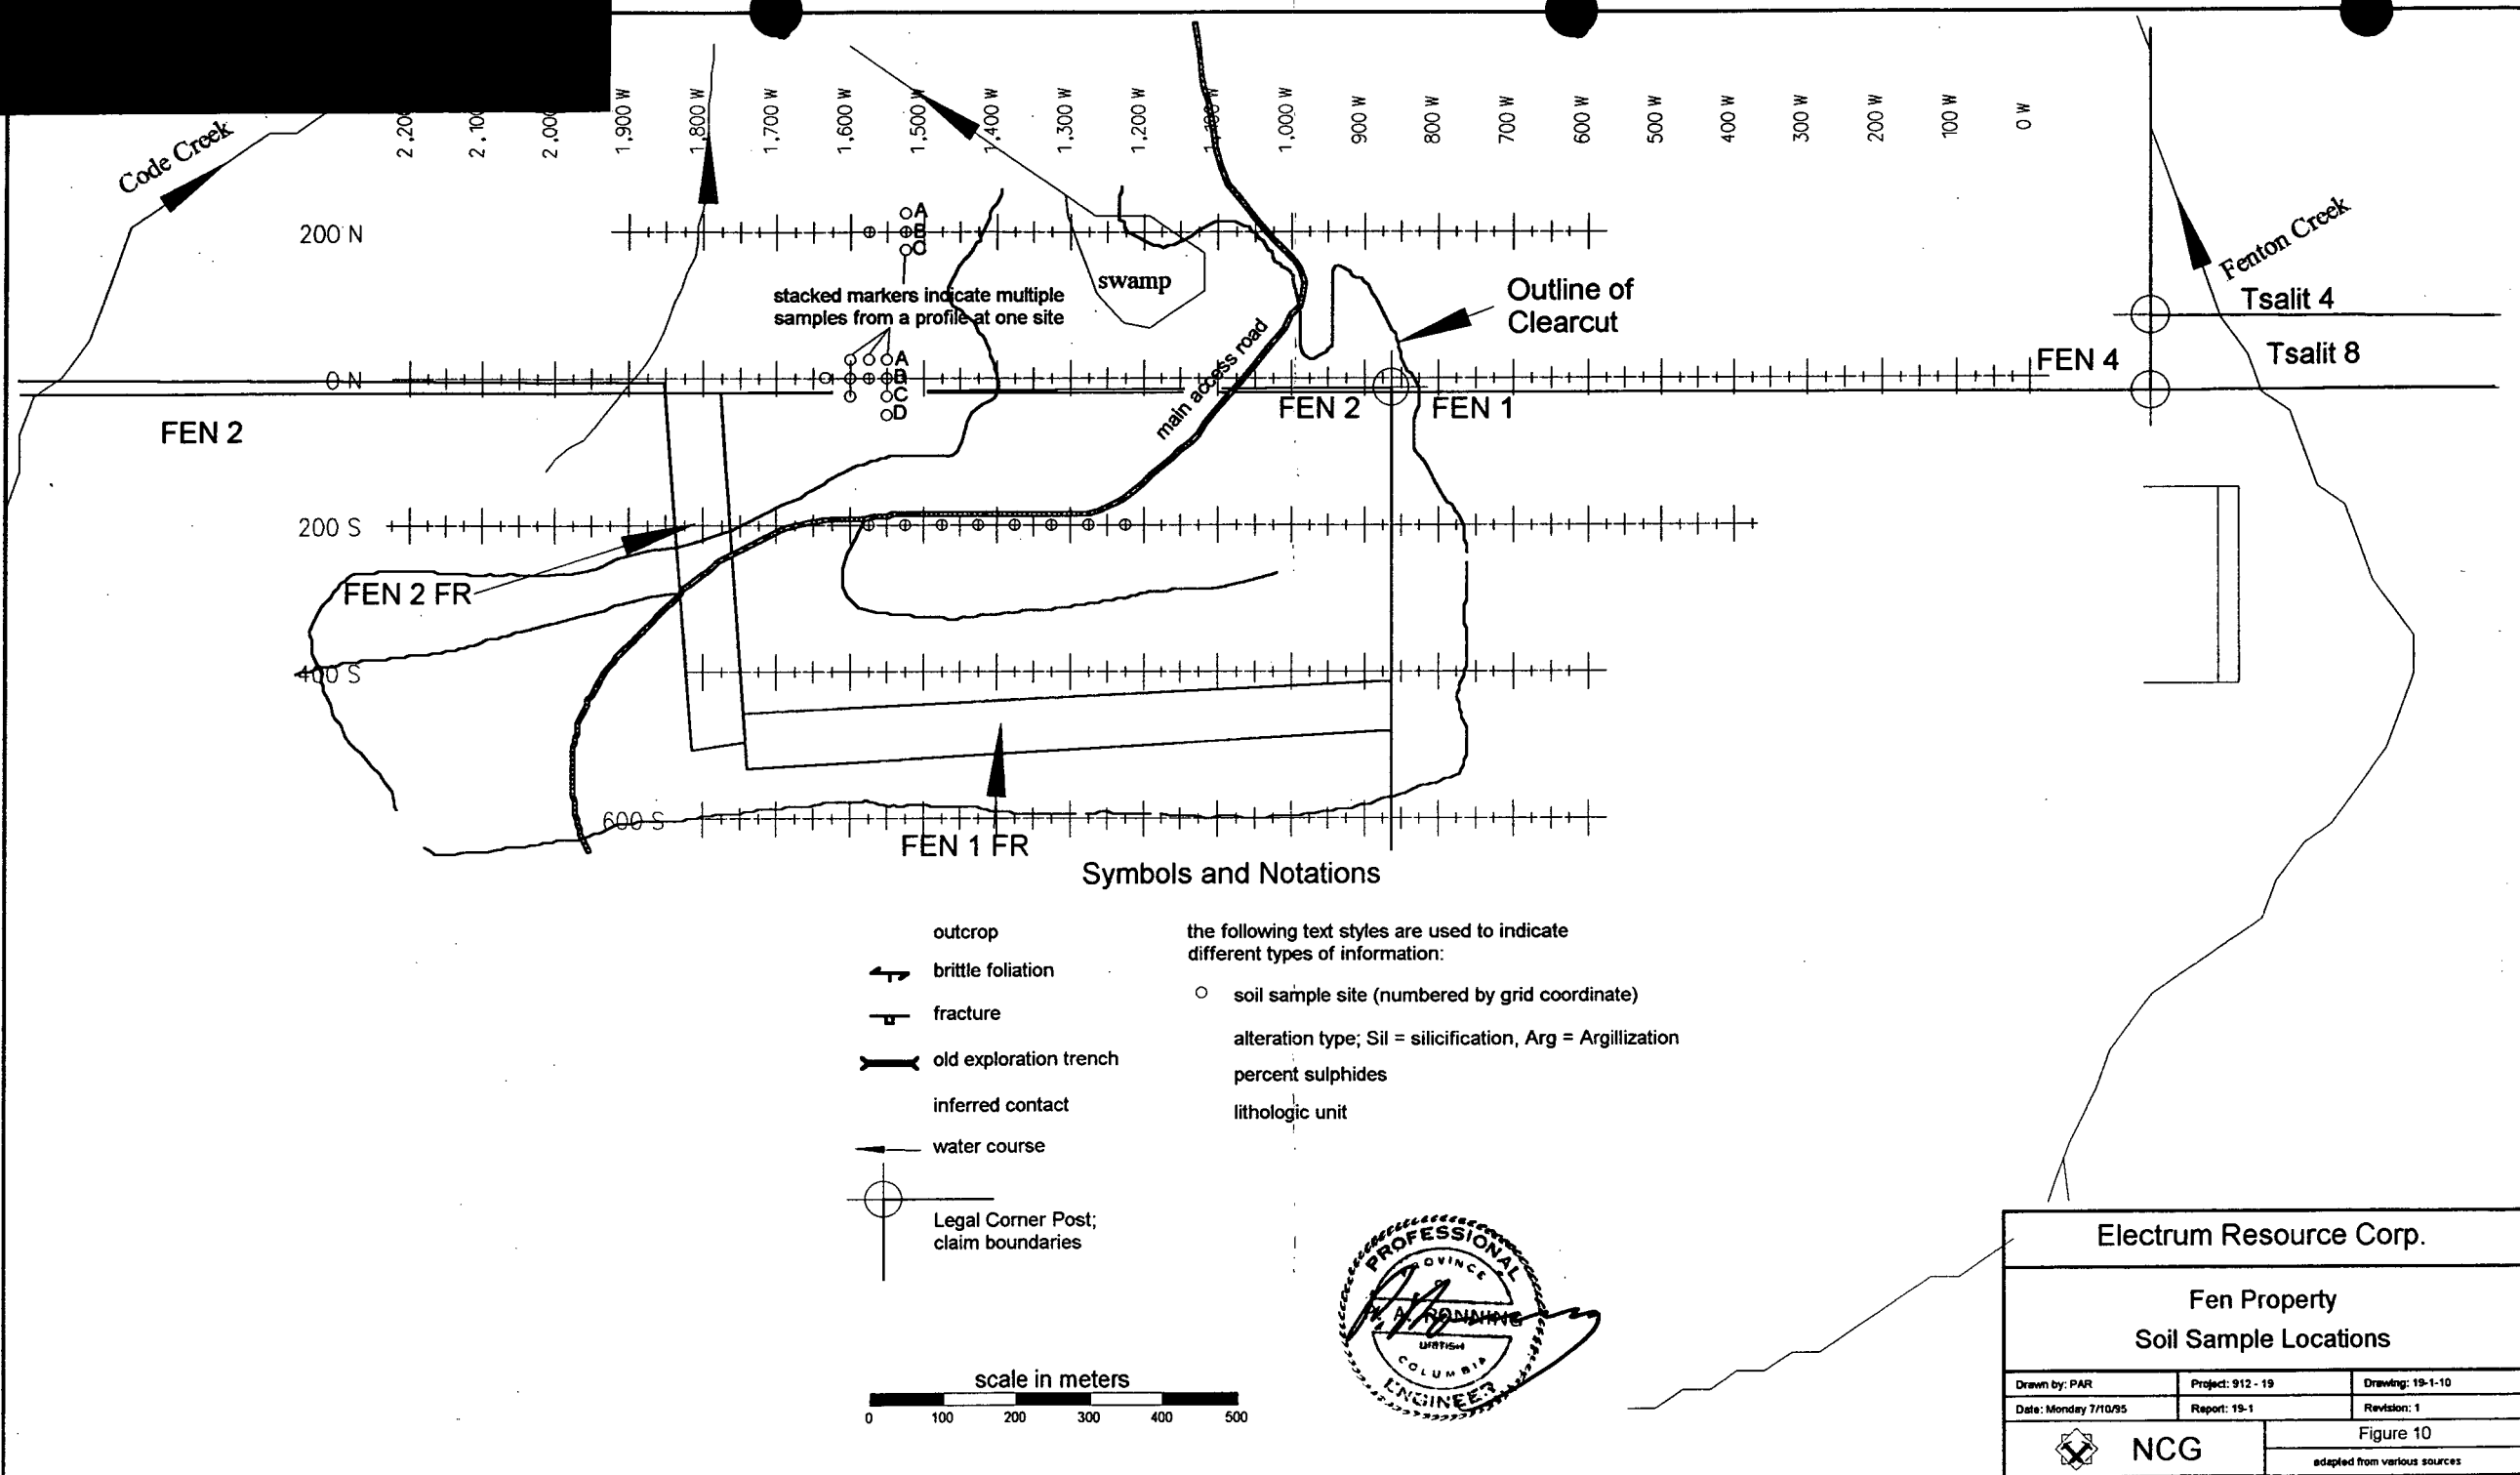 Code Creek
1,900 W
1,800 W
1,700 W
1,600 W
1,500 W
1,400 W
1,300 W
1,200 W
1,000 W
900 W
800 W
700 W
600 W
500 W
400 W
300 W
200 W
100 W
0 W
200 N
A
B
C
stacked markers indicate multiple
samples from a profile at one site
swamp
Outline of
Clearcut
Fenton Creek
Tsalit 4
Tsalit 8
FEN 4
0 N
A
B
C
D
main access road
FEN 2
FEN 2
FEN 1
200 S
FEN 2 FR
400 S
600 S
FEN 1 FR
Symbols and Notations
outcrop
brittle foliation
fracture
old exploration trench
inferred contact
water course
Legal Corner Post;
claim boundaries
the following text styles are used to indicate
different types of information:
soil sample site (numbered by grid coordinate)
alteration type; Sil = silicification, Arg = Argillization
percent sulphides
lithologic unit
scale in meters
0 100 200 300 400 500
PROFESSIONAL
PROVINCE
A. RONNING
BRITISH
COLUMBIA
ENGINEER
Electrum Resource Corp.
Fen Property
Soil Sample Locations
Drawn by: PAR
Project: 912 - 19
Drawing: 19-1-10
Date: Monday 7/10/95
Report: 19-1
Revision: 1
NCG
Figure 10
adapted from various sources